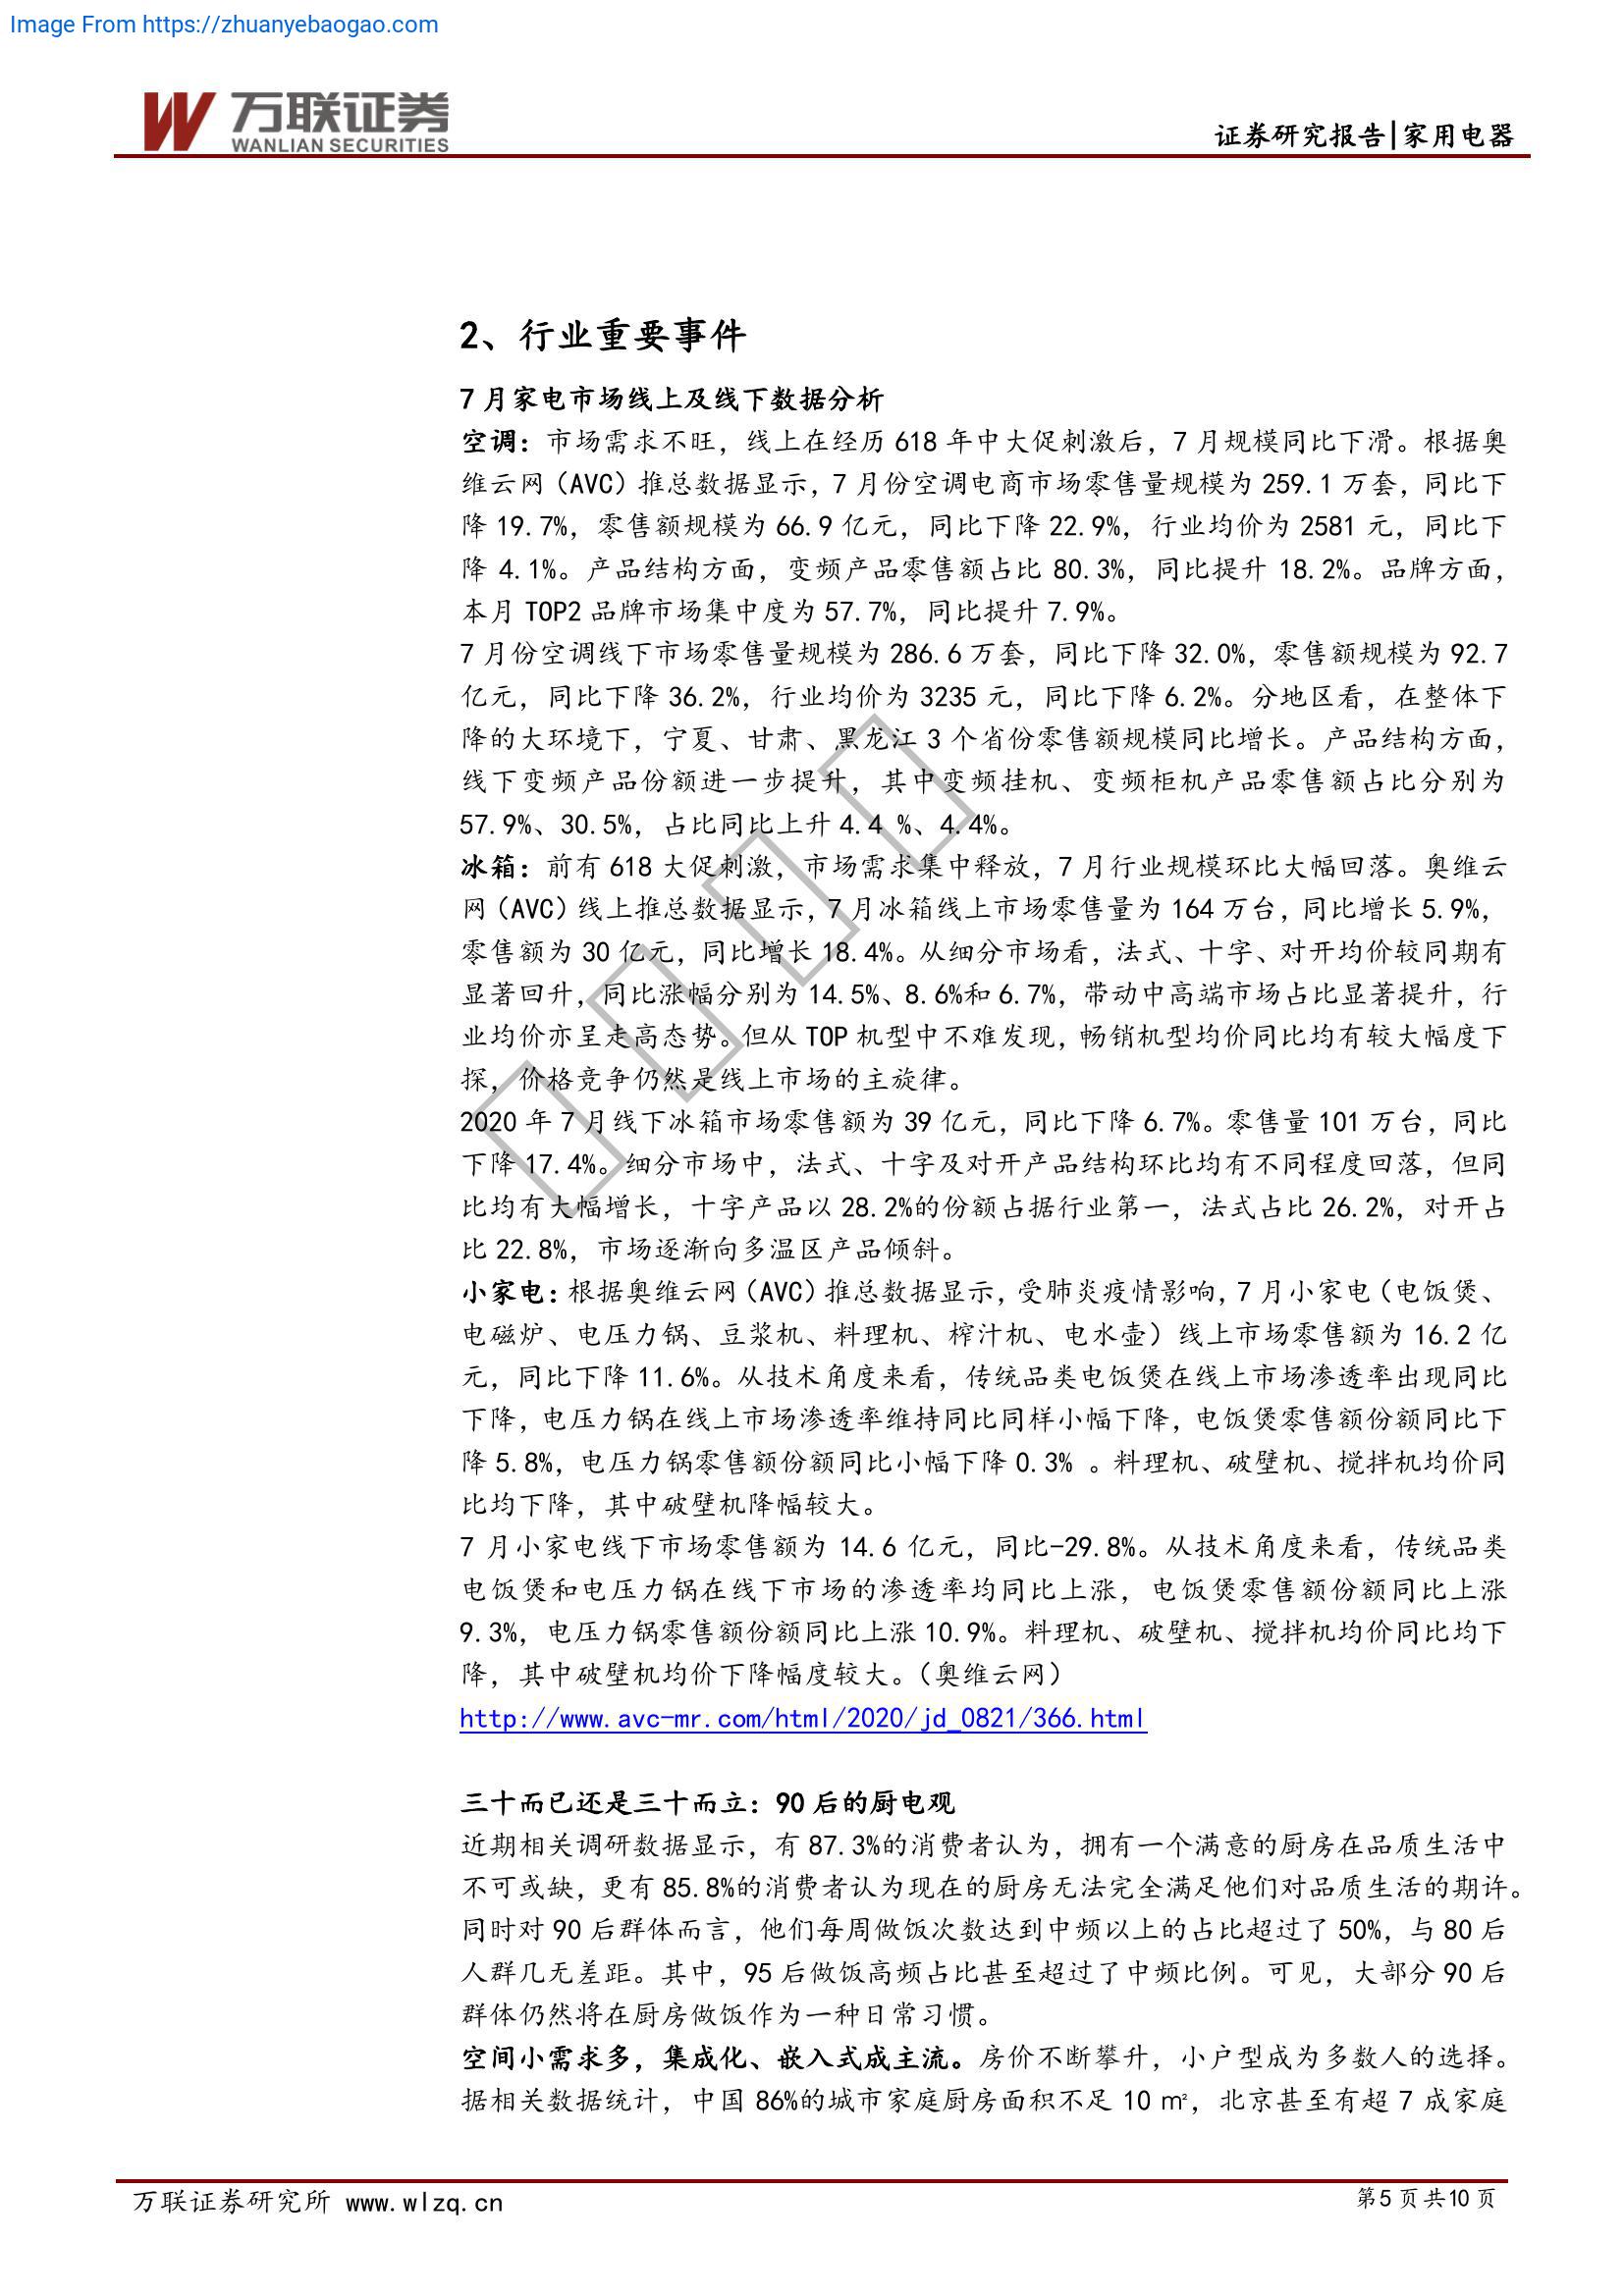 Image From https://zhuanyebaogao.com
万联证券
WANLIAN SECURITIES
证券研究报告|家用电器
2、行业重要事件
7 月家电市场线上及线下数据分析
空调：市场需求不旺，线上在经历 618 年中大促刺激后，7 月规模同比下滑。根据奥
维云网（AVC）推总数据显示，7 月份空调电商市场零售量规模为 259.1 万套，同比下
降 19.7%，零售额规模为 66.9 亿元，同比下降 22.9%，行业均价为 2581 元，同比下
降 4.1%。产品结构方面，变频产品零售额占比 80.3%，同比提升 18.2%。品牌方面，
本月 TOP2 品牌市场集中度为 57.7%，同比提升 7.9%。
7 月份空调线下市场零售量规模为 286.6 万套，同比下降 32.0%，零售额规模为 92.7
亿元，同比下降 36.2%，行业均价为 3235 元，同比下降 6.2%。分地区看，在整体下
降的大环境下，宁夏、甘肃、黑龙江 3 个省份零售额规模同比增长。产品结构方面，
线下变频产品份额进一步提升，其中变频挂机、变频柜机产品零售额占比分别为
57.9%、30.5%，占比同比上升 4.4 %、4.4%。
冰箱：前有 618 大促刺激，市场需求集中释放，7 月行业规模环比大幅回落。奥维云
网（AVC）线上推总数据显示，7 月冰箱线上市场零售量为 164 万台，同比增长 5.9%，
零售额为 30 亿元，同比增长 18.4%。从细分市场看，法式、十字、对开均价较同期有
显著回升，同比涨幅分别为 14.5%、8.6%和 6.7%，带动中高端市场占比显著提升，行
业均价亦呈走高态势。但从 TOP 机型中不难发现，畅销机型均价同比均有较大幅度下
探，价格竞争仍然是线上市场的主旋律。
2020 年 7 月线下冰箱市场零售额为 39 亿元，同比下降 6.7%。零售量 101 万台，同比
下降 17.4%。细分市场中，法式、十字及对开产品结构环比均有不同程度回落，但同
比均有大幅增长，十字产品以 28.2%的份额占据行业第一，法式占比 26.2%，对开占
比 22.8%，市场逐渐向多温区产品倾斜。
小家电：根据奥维云网（AVC）推总数据显示，受肺炎疫情影响，7 月小家电（电饭煲、
电磁炉、电压力锅、豆浆机、料理机、榨汁机、电水壶）线上市场零售额为 16.2 亿
元，同比下降 11.6%。从技术角度来看，传统品类电饭煲在线上市场渗透率出现同比
下降，电压力锅在线上市场渗透率维持同比同样小幅下降，电饭煲零售额份额同比下
降 5.8%，电压力锅零售额份额同比小幅下降 0.3% 。料理机、破壁机、搅拌机均价同
比均下降，其中破壁机降幅较大。
7 月小家电线下市场零售额为 14.6 亿元，同比-29.8%。从技术角度来看，传统品类
电饭煲和电压力锅在线下市场的渗透率均同比上涨，电饭煲零售额份额同比上涨
9.3%，电压力锅零售额份额同比上涨 10.9%。料理机、破壁机、搅拌机均价同比均下
降，其中破壁机均价下降幅度较大。（奥维云网）
http://www.avc-mr.com/html/2020/jd_0821/366.html
三十而已还是三十而立：90 后的厨电观
近期相关调研数据显示，有 87.3%的消费者认为，拥有一个满意的厨房在品质生活中
不可或缺，更有 85.8%的消费者认为现在的厨房无法完全满足他们对品质生活的期许。
同时对 90 后群体而言，他们每周做饭次数达到中频以上的占比超过了 50%，与 80 后
人群几无差距。其中，95 后做饭高频占比甚至超过了中频比例。可见，大部分 90 后
群体仍然将在厨房做饭作为一种日常习惯。
空间小需求多，集成化、嵌入式成主流。房价不断攀升，小户型成为多数人的选择。
据相关数据统计，中国 86%的城市家庭厨房面积不足 10 ㎡，北京甚至有超 7 成家庭
万联证券研究所 www.wlzq.cn
第5 页共10 页